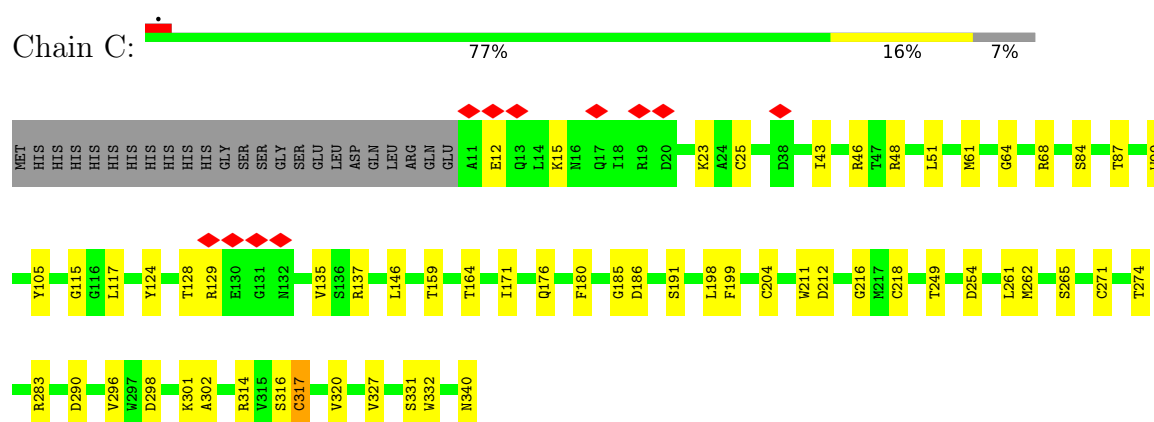 Chain C: 77% 16% 7%
MET HIS HIS HIS HIS HIS HIS HIS HIS HIS HIS GLY SER SER GLY SER GLU LEU ASP GLN LEU ARG GLN GLU A11 E12 Q13 L14 K15 N16 Q17 I18 R19 D20 K23 A24 C25 D38 I43 R46 T47 R48 L51 M61 G64 R68 S84 T87
Y105 G115 G116 L117 Y124 T128 R129 E130 G131 N132 V135 S136 R137 L146 T159 T164 I171 Q176 F180 G185 D186 S191 L198 F199 C204 W211 D212 G216 M217 C218 T249 D254 L261 M262 S265 C271 T274
R283 D290 V296 W297 D298 K301 A302 R314 V315 S316 C317 V320 V327 S331 W332 N340